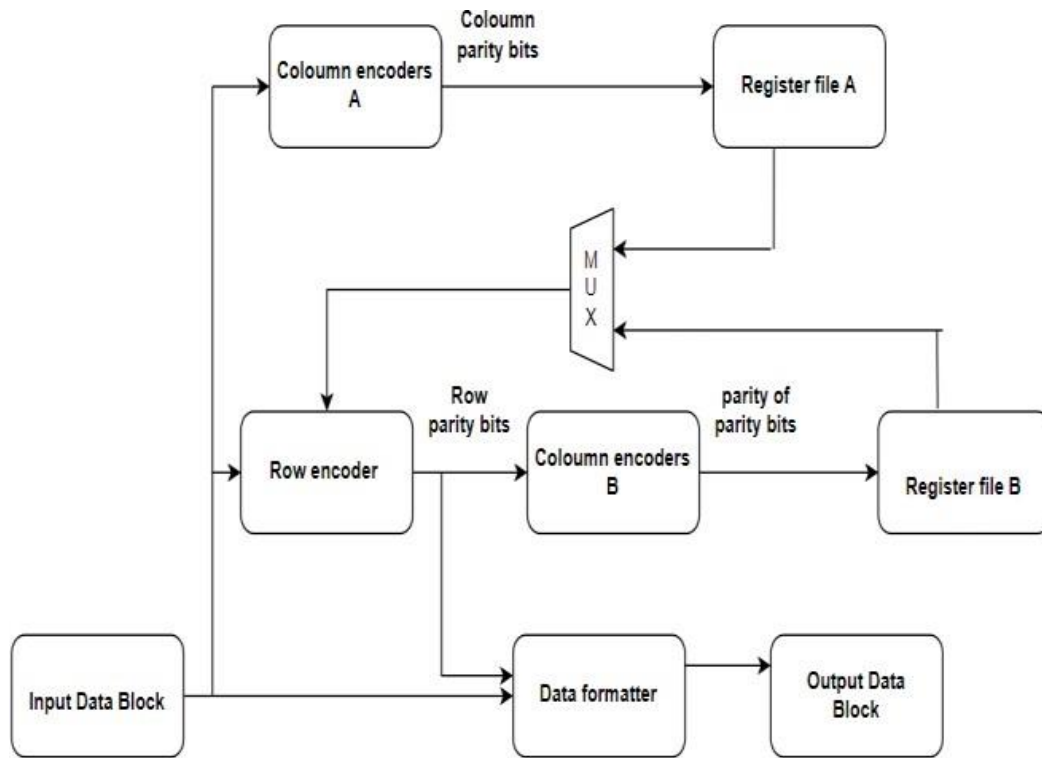 Coloumn
parity bits
Coloumn encoders
A
Register file A
M
U
X
Row
parity bits
parity of
parity bits
Row encoder
Coloumn encoders
B
Register file B
Input Data Block
Data formatter
Output Data
Block